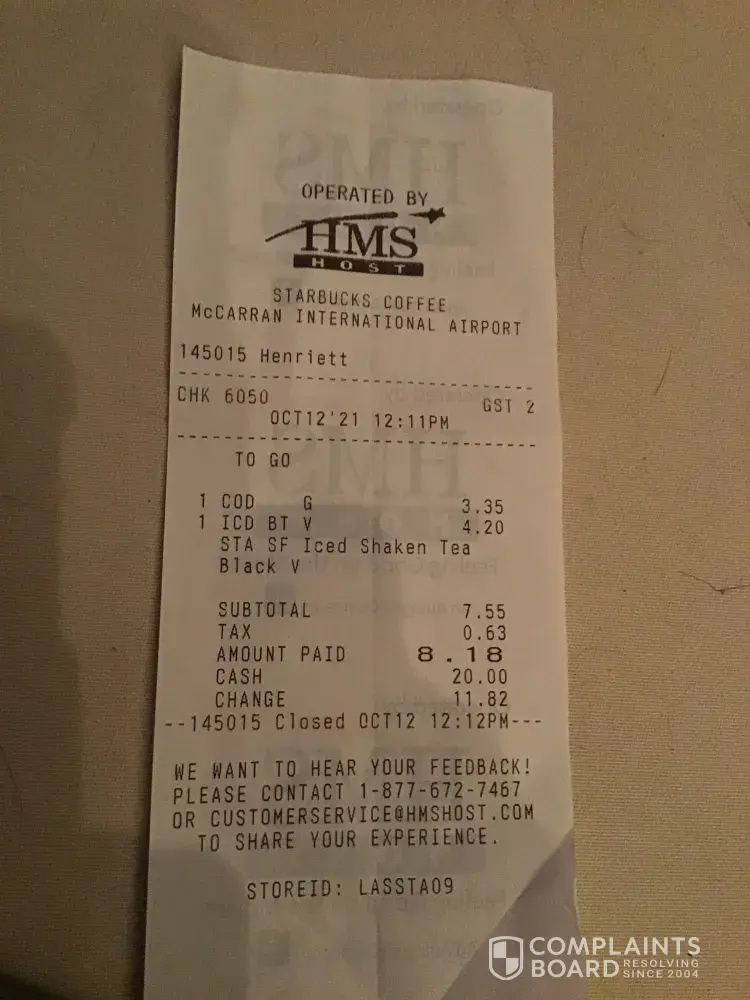 OPERATED BY
HMS
HOST
STARBUCKS COFFEE
McCARRAN INTERNATIONAL AIRPORT
145015 Henriett
CHK 6050 GST 2
OCT12'21 12:11PM
TO GO
1 COD G 3.35
1 ICD BT V 4.20
STA SF Iced Shaken Tea
Black V
SUBTOTAL 7.55
TAX 0.63
AMOUNT PAID 8.18
CASH 20.00
CHANGE 11.82
--145015 Closed OCT12 12:12PM---
WE WANT TO HEAR YOUR FEEDBACK!
PLEASE CONTACT 1-877-672-7467
OR CUSTOMERSERVICE@HMSHOST.COM
TO SHARE YOUR EXPERIENCE.
STOREID: LASSTA09
COMPLAINTS
BOARD RESOLVING
SINCE 2004